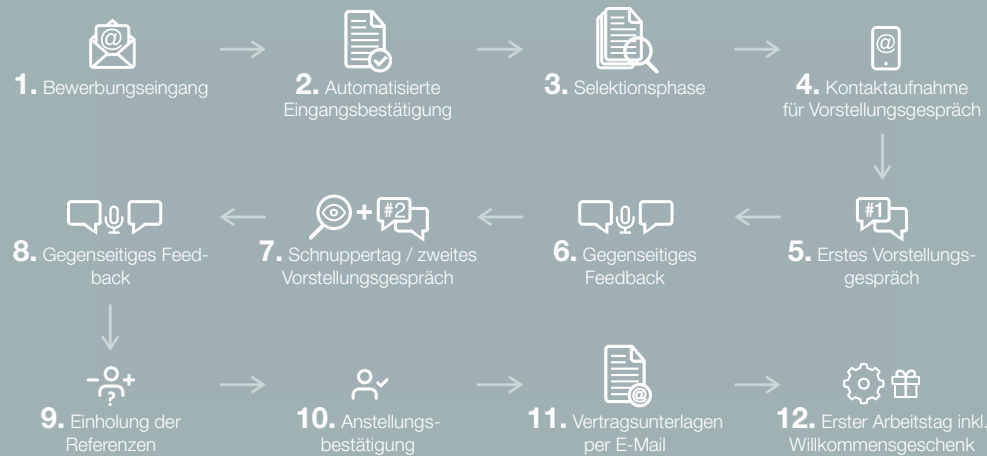 1. Bewerbungseingang
2. Automatisierte
Eingangsbestätigung
3. Selektionsphase
4. Kontaktaufnahme
für Vorstellungsgespräch
#1
5. Erstes Vorstellungs-
gespräch
6. Gegenseitiges
Feedback
#2
7. Schnuppertag / zweites
Vorstellungsgespräch
8. Gegenseitiges Feed-
back
9. Einholung der
Referenzen
10. Anstellungs-
bestätigung
11. Vertragsunterlagen
per E-Mail
12. Erster Arbeitstag inkl.
Willkommensgeschenk